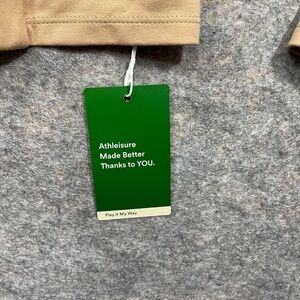 Athleisure
Made Better
Thanks to YOU.
Play It My Way